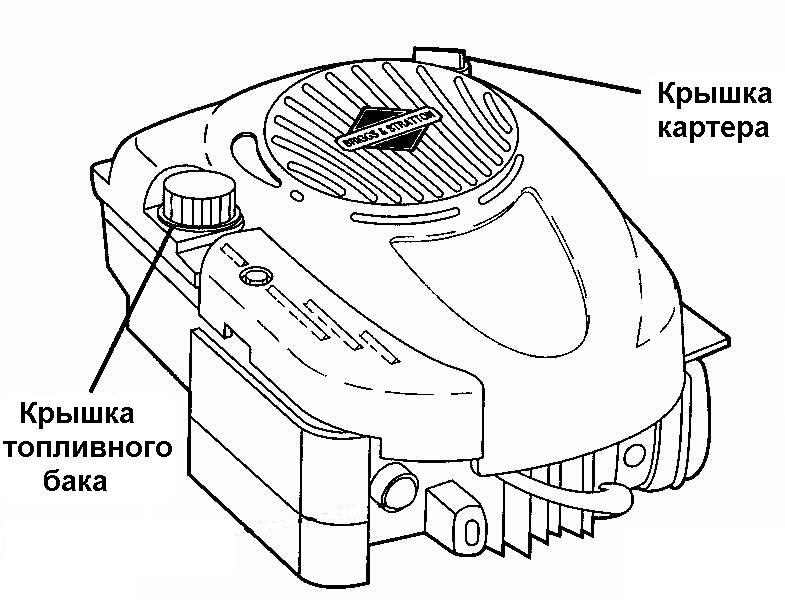 BRIGGS & STRATTON
Крышка
картера
Крышка
топливного
бака